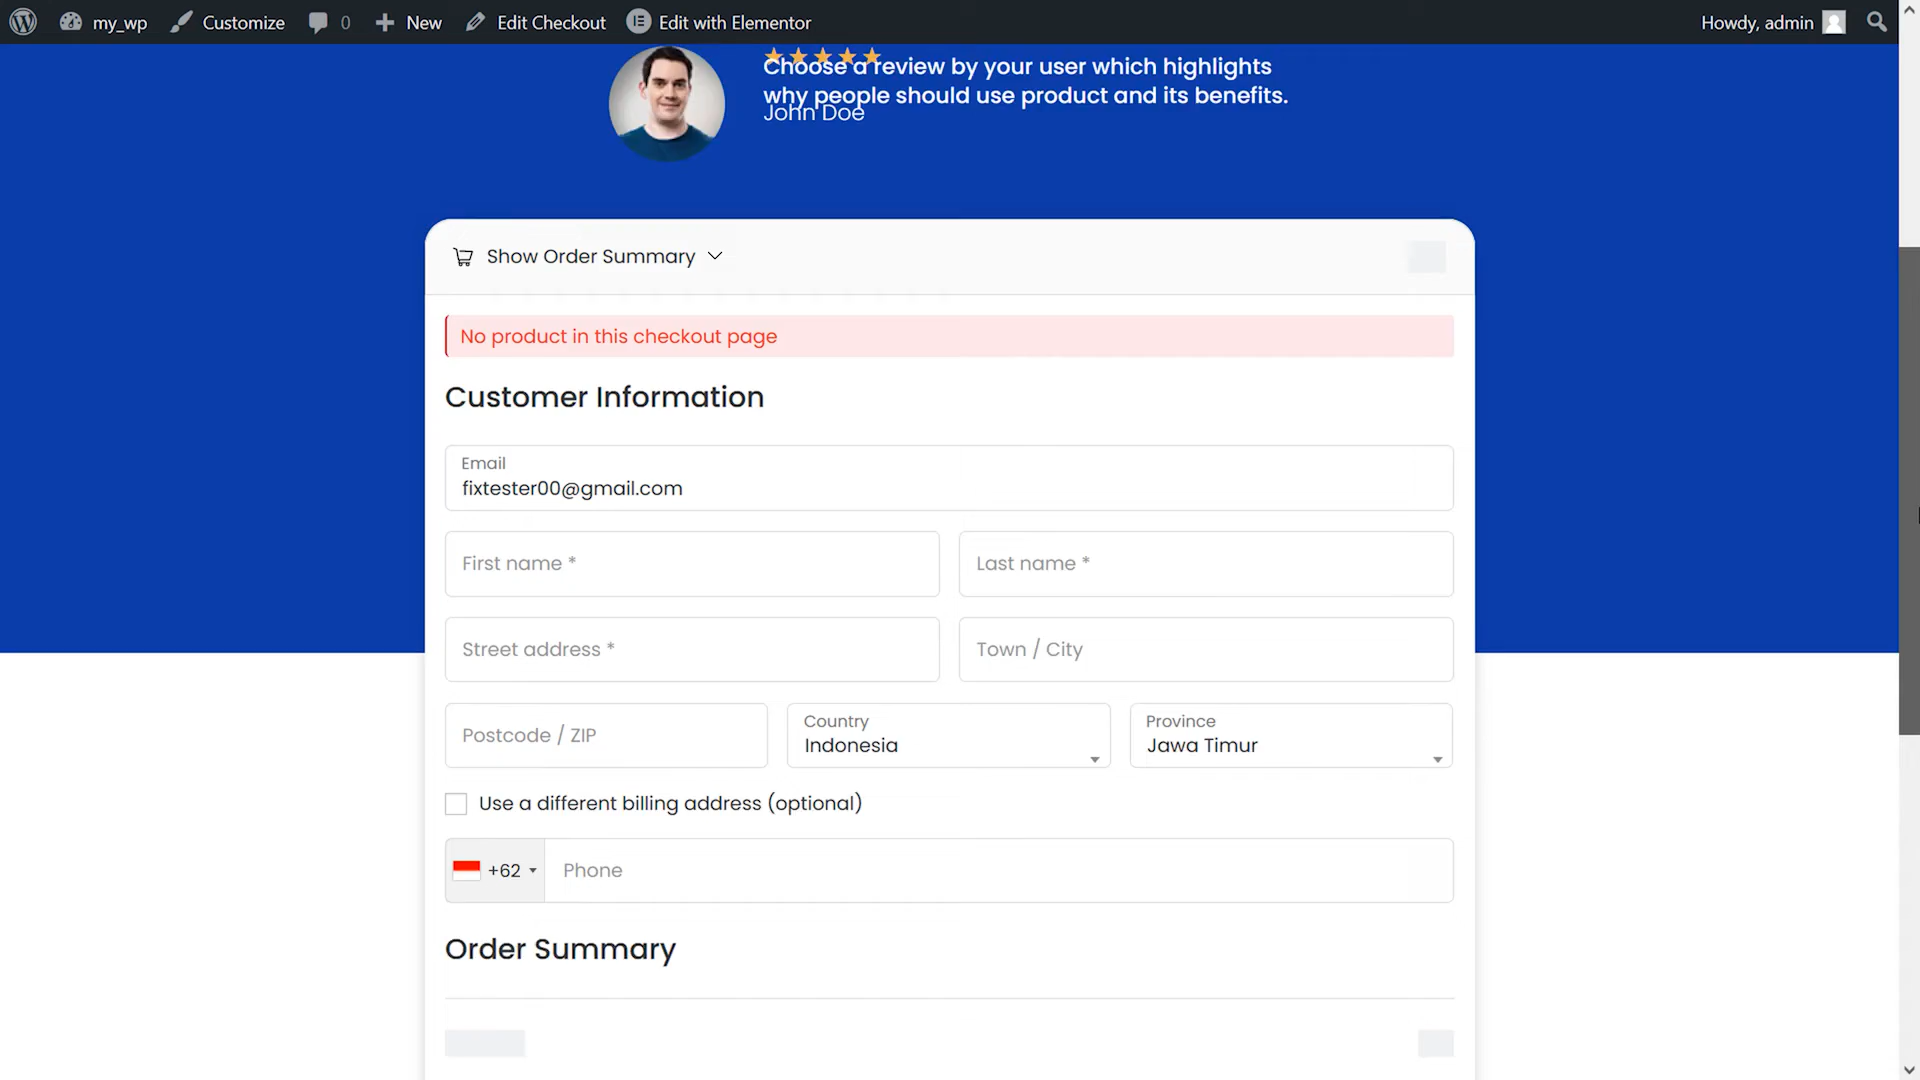 my_wp Customize 0 New Edit Checkout Edit with Elementor Howdy, admin
Choose a review by your user which highlights
why people should use product and its benefits.
John Doe
Show Order Summary
No product in this checkout page
Customer Information
Email
fixtester00@gmail.com
First name * Last name *
Street address * Town / City
Postcode / ZIP Country Province
Indonesia Jawa Timur
Use a different billing address (optional)
+62 Phone
Order Summary